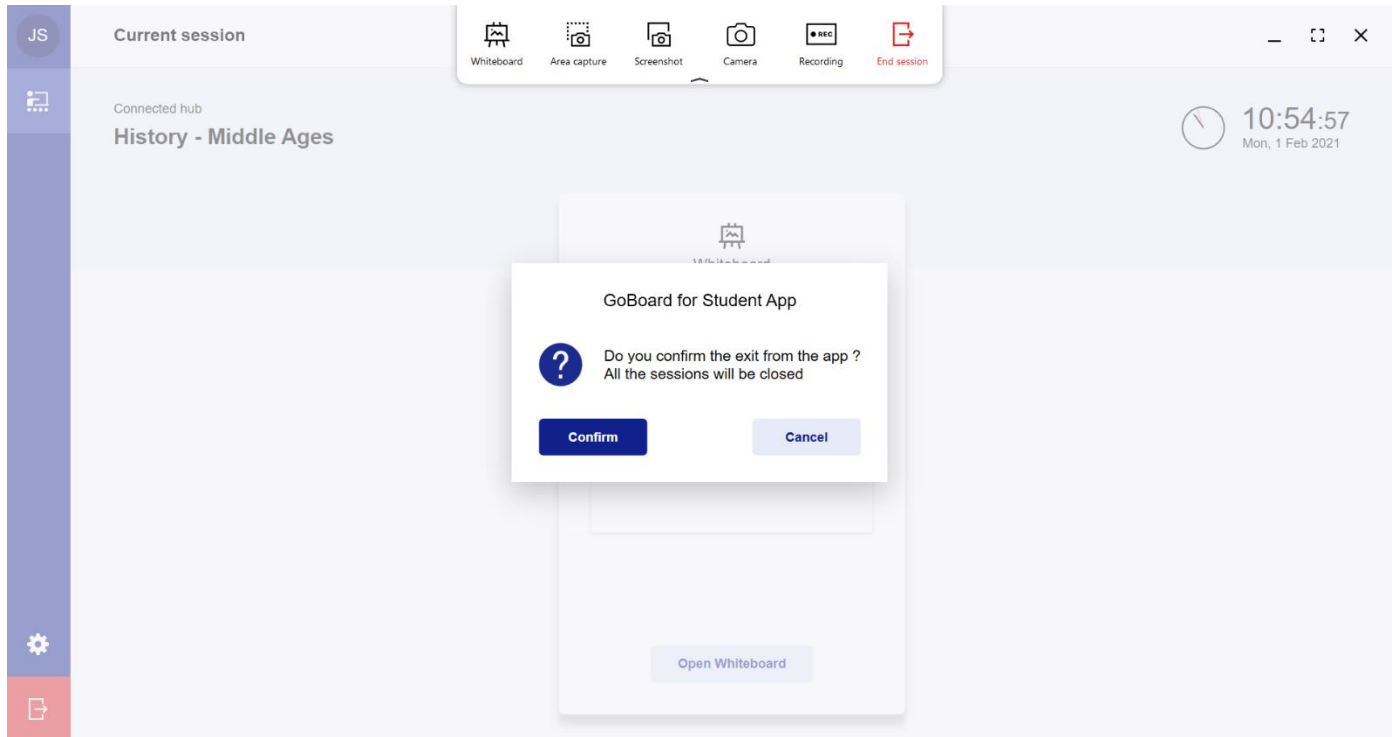 JS
Current session
Whiteboard
Area capture
Screenshot
Camera
REC
Recording
End session
Connected hub
History - Middle Ages
10:54:57
Mon, 1 Feb 2021
Whiteboard
GoBoard for Student App
Do you confirm the exit from the app ?
All the sessions will be closed
Confirm
Cancel
Open Whiteboard